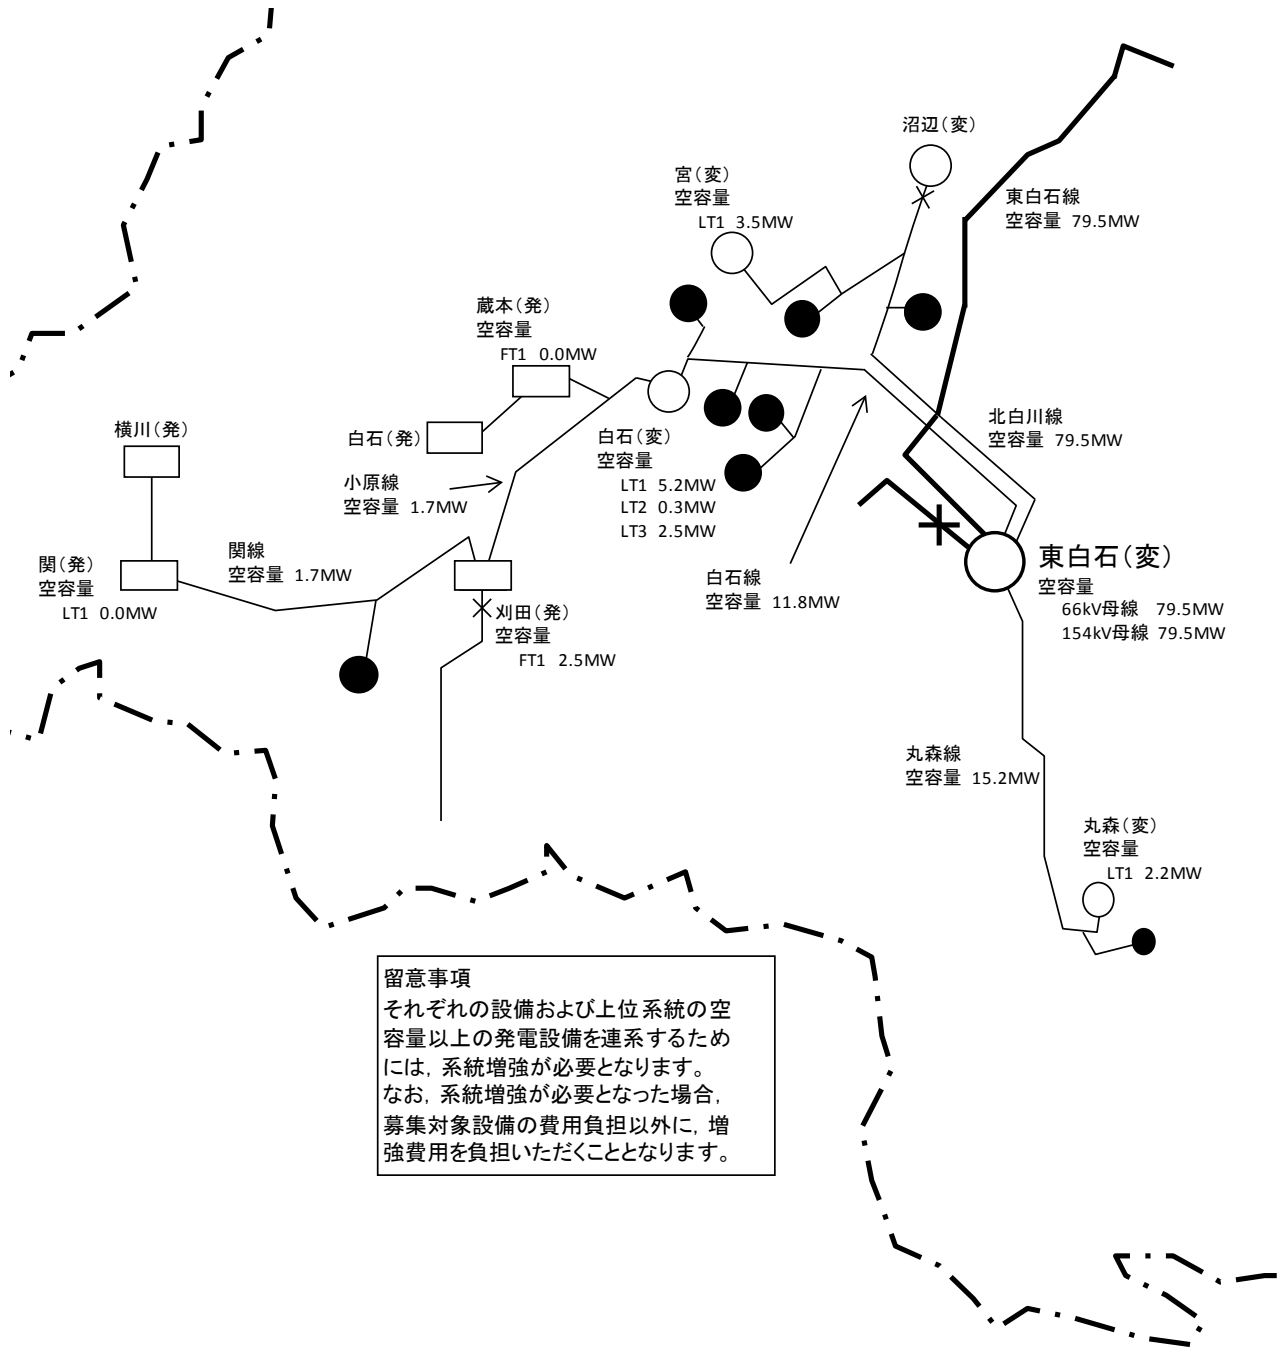 沼辺(変)
宮(変)
空容量
LT1 3.5MW
東白石線
空容量 79.5MW
蔵本(発)
空容量
FT1 0.0MW
横川(発)
白石(発)
白石(変)
空容量
LT1 5.2MW
LT2 0.3MW
LT3 2.5MW
北白川線
空容量 79.5MW
小原線
空容量 1.7MW
関線
空容量 1.7MW
関(発)
空容量
LT1 0.0MW
刈田(発)
空容量
FT1 2.5MW
白石線
空容量 11.8MW
東白石(変)
空容量
66kV母線 79.5MW
154kV母線 79.5MW
丸森線
空容量 15.2MW
丸森(変)
空容量
LT1 2.2MW
留意事項
それぞれの設備および上位系統の空
容量以上の発電設備を連系するため
には，系統増強が必要となります。
なお，系統増強が必要となった場合，
募集対象設備の費用負担以外に，増
強費用を負担いただくこととなります。